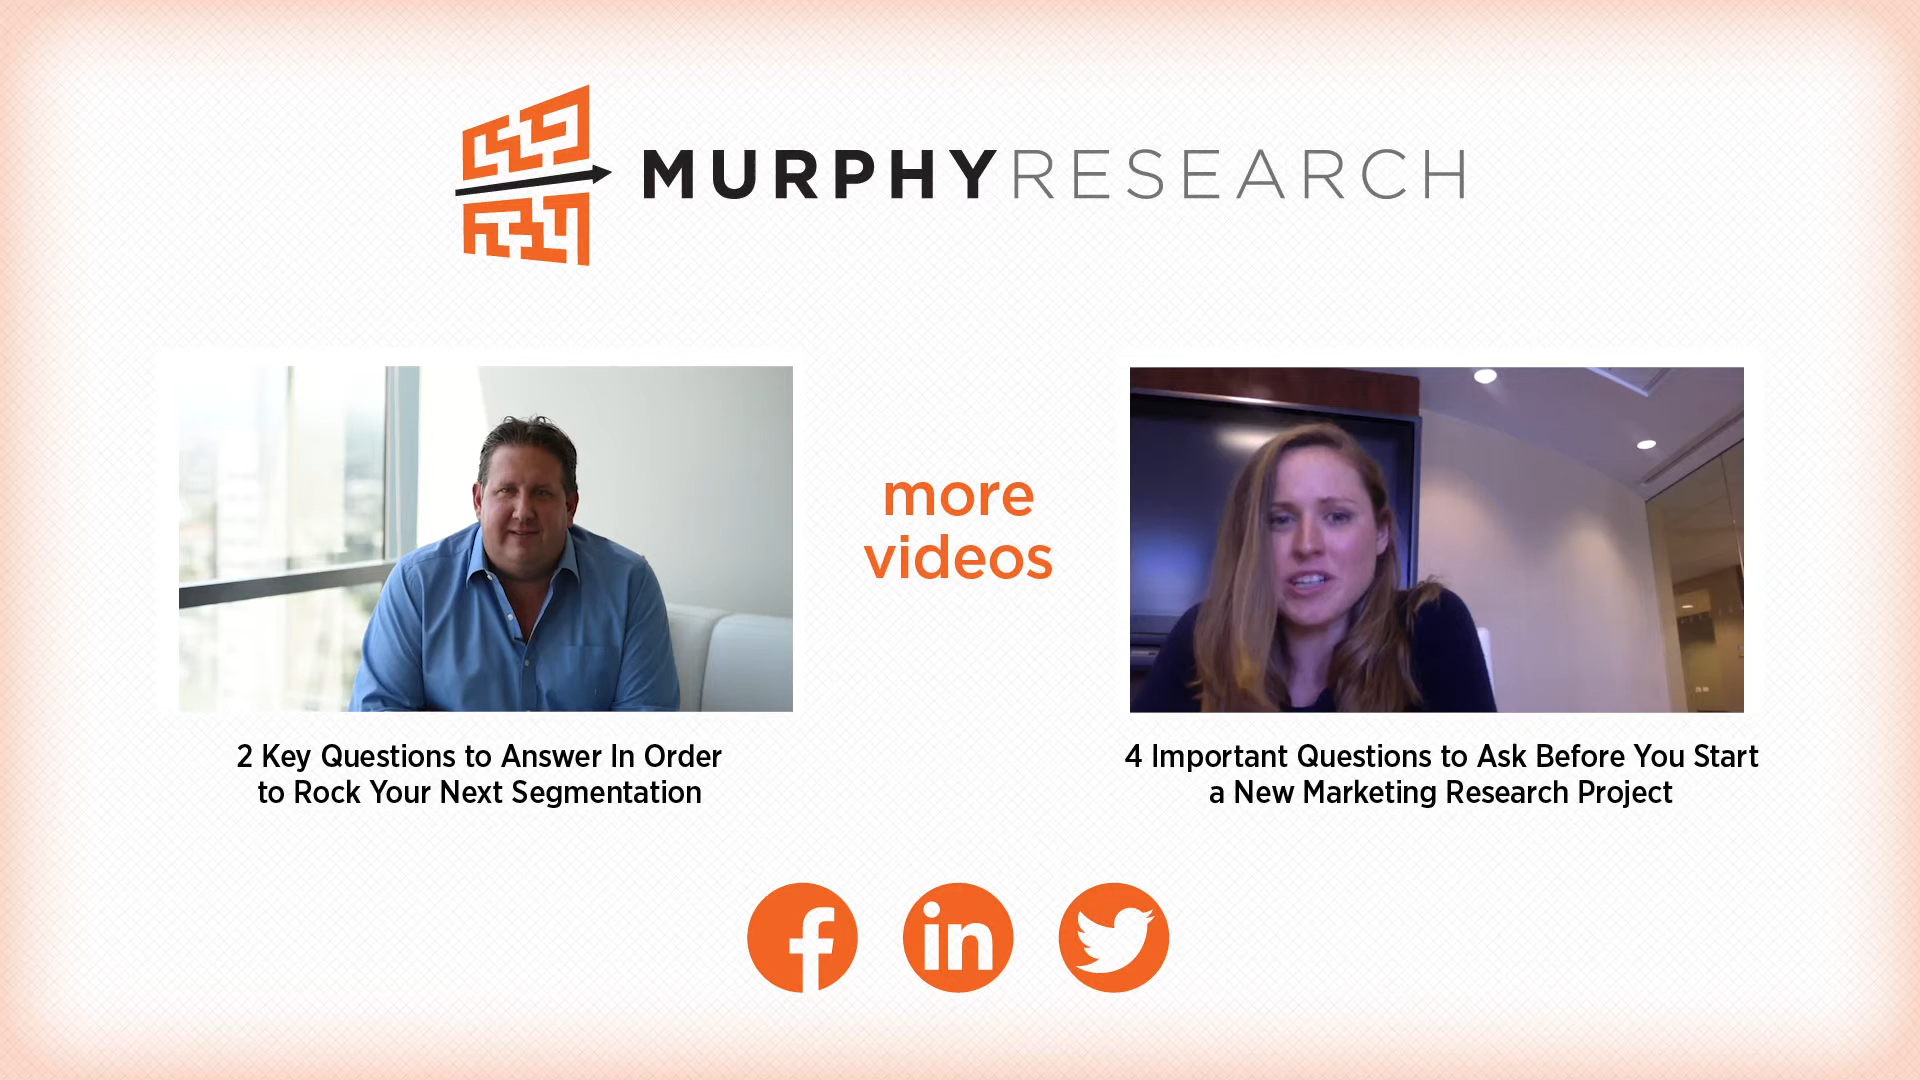 MURPHYRESEARCH
more
videos
2 Key Questions to Answer In Order
to Rock Your Next Segmentation
4 Important Questions to Ask Before You Start
a New Marketing Research Project
f in